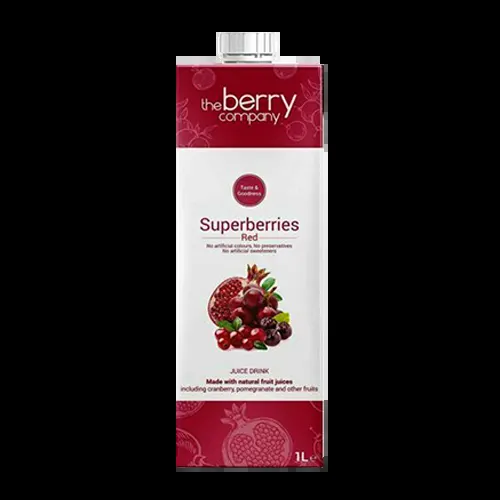 the berry
company
Taste &
Goodness
Superberries
Red
No artificial colours, No preservatives
No artificial sweeteners
JUICE DRINK
Made with natural fruit juices
including cranberry, pomegranate and other fruits
1L e